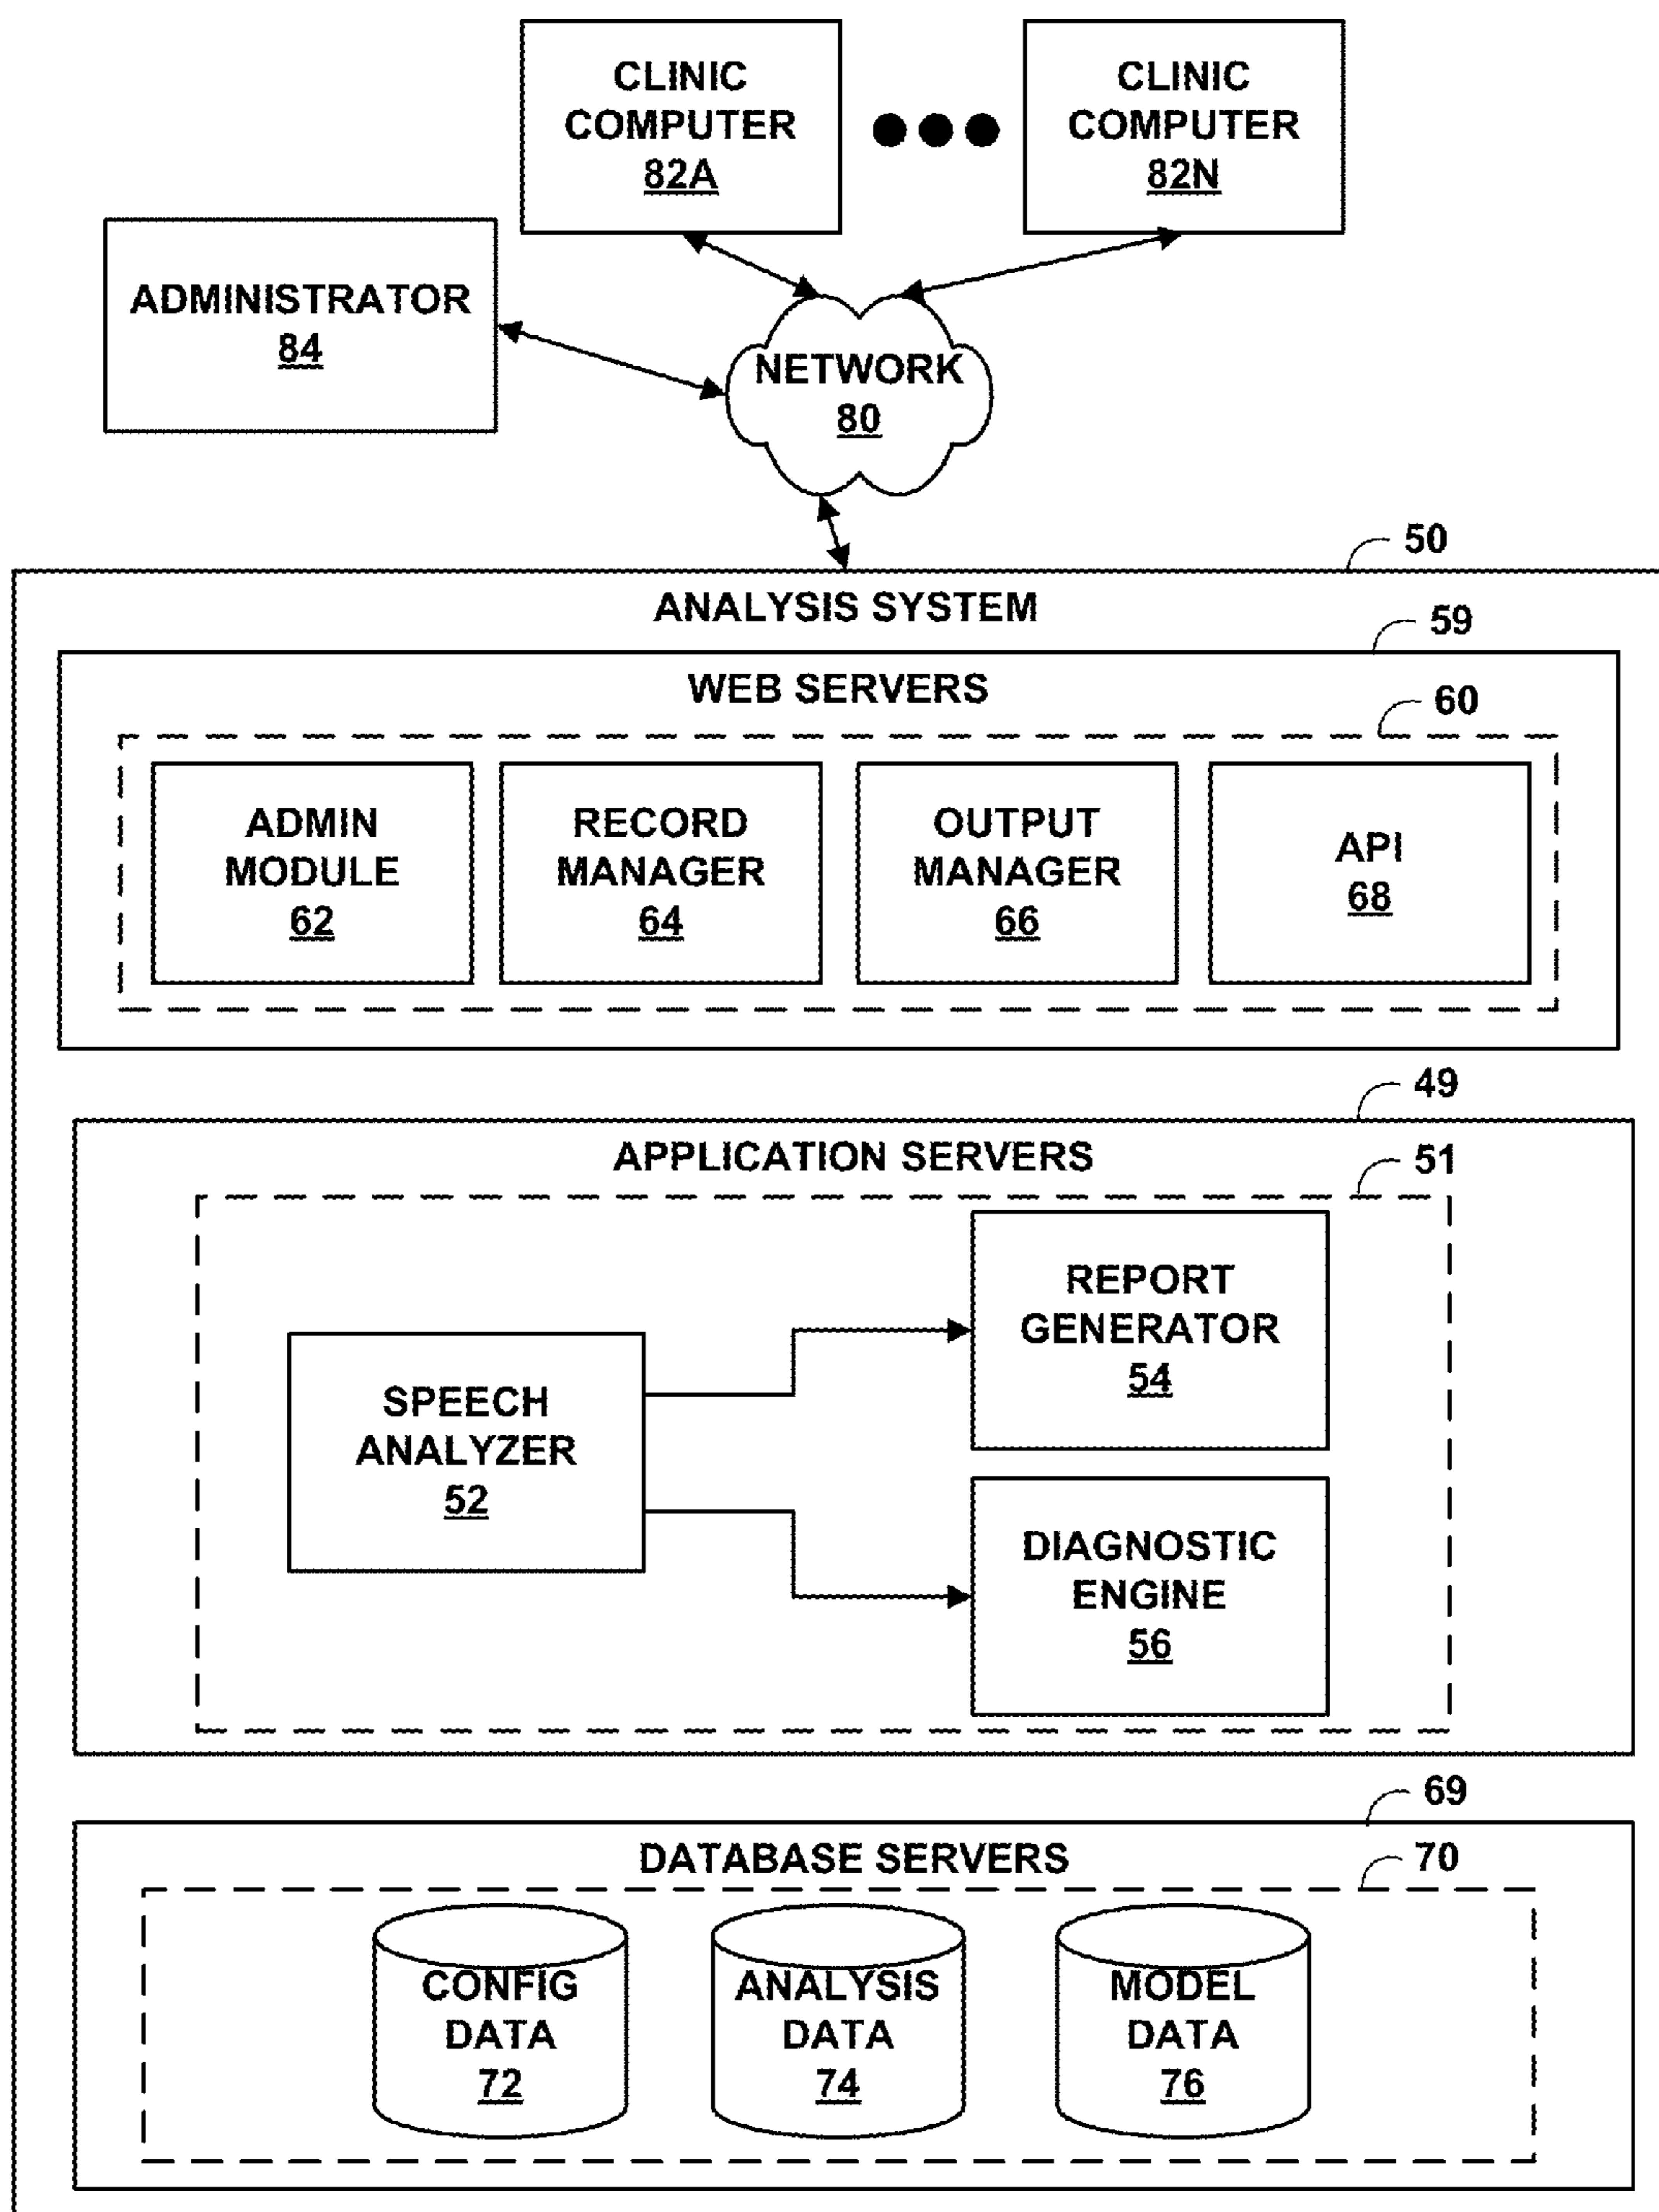 CLINIC
COMPUTER
82A
CLINIC
COMPUTER
82N
ADMINISTRATOR
84
NETWORK
80
50
ANALYSIS SYSTEM
59
WEB SERVERS
60
ADMIN
MODULE
62
RECORD
MANAGER
64
OUTPUT
MANAGER
66
API
68
49
APPLICATION SERVERS
51
REPORT
GENERATOR
54
SPEECH
ANALYZER
52
DIAGNOSTIC
ENGINE
56
69
DATABASE SERVERS
70
CONFIG
DATA
72
ANALYSIS
DATA
74
MODEL
DATA
76